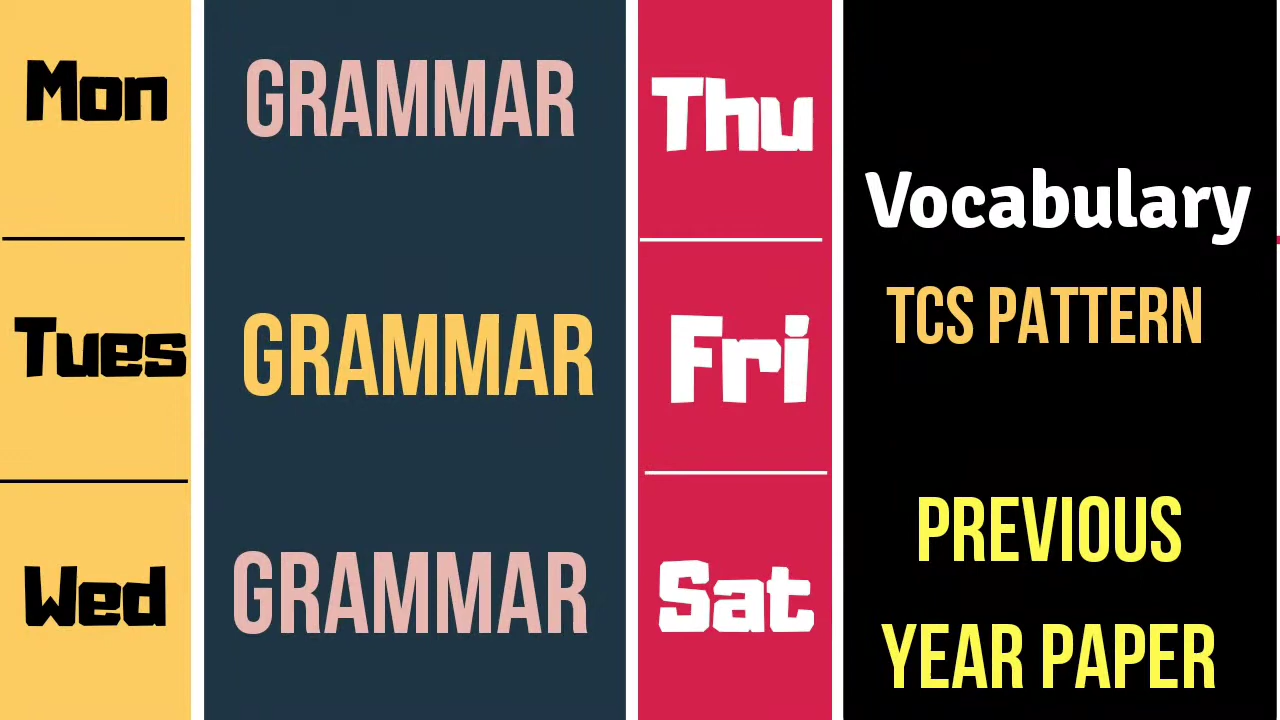 Mon
GRAMMAR
Tues
GRAMMAR
Wed
GRAMMAR
Thu
Vocabulary
TCS PATTERN
Fri
Sat
PREVIOUS
YEAR PAPER